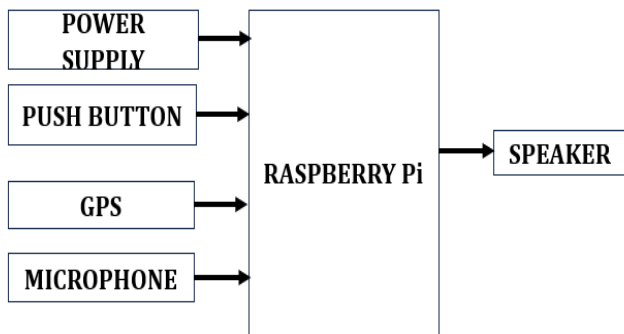 POWER
SUPPLY
PUSH BUTTON
GPS
MICROPHONE
RASPBERRY Pi
SPEAKER